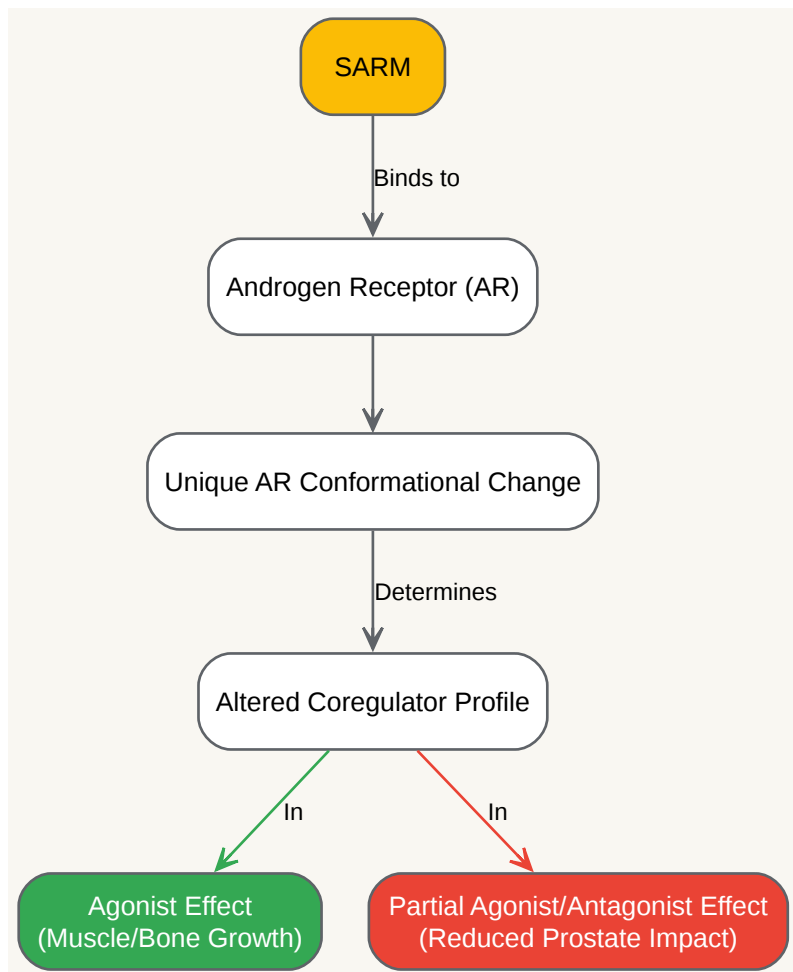 SARM
Binds to
Androgen Receptor (AR)
Unique AR Conformational Change
Determines
Altered Coregulator Profile
In
In
Agonist Effect
(Muscle/Bone Growth)
Partial Agonist/Antagonist Effect
(Reduced Prostate Impact)